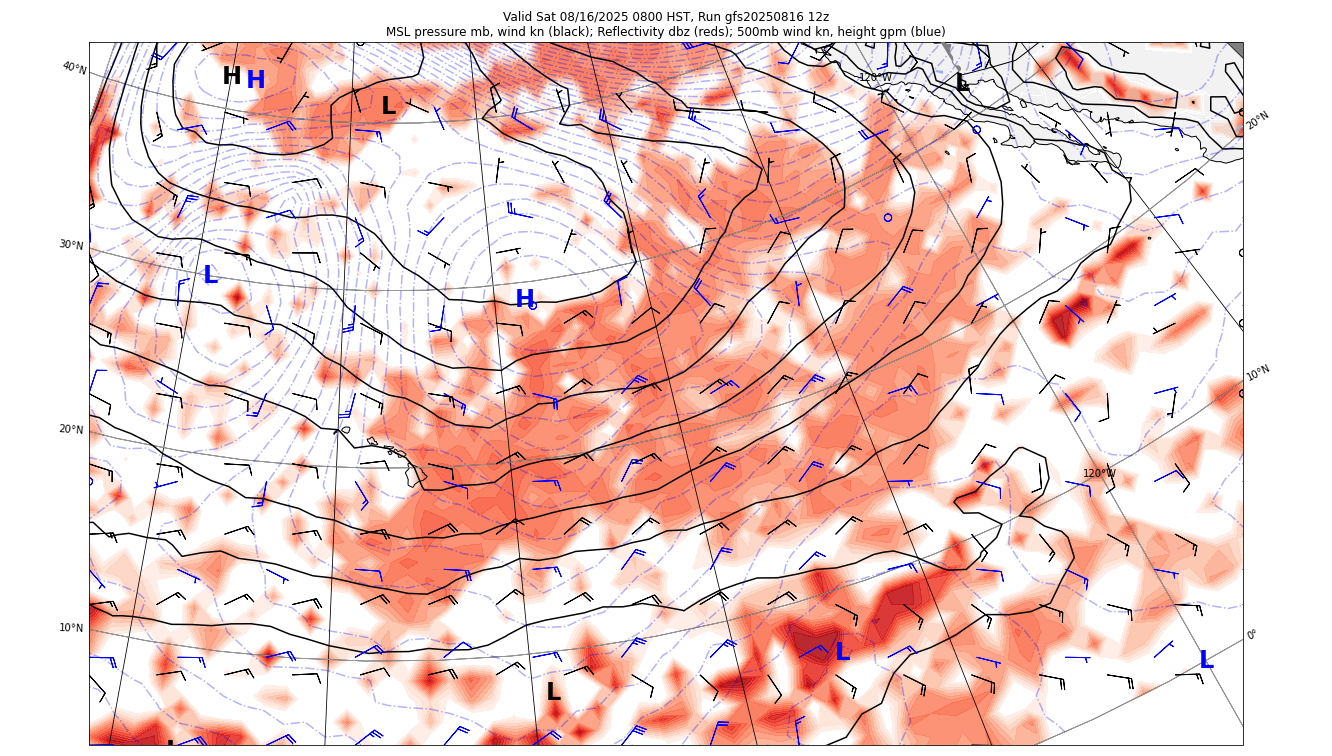 Valid Sat 08/16/2025 0800 HST, Run gfs20250816 12z
MSL pressure mb, wind kn (black); Reflectivity dbz (reds); 500mb wind kn, height gpm (blue)
40°N
H
H
L
120°W
L
20°N
30°N
L
H
10°N
20°N
120°W
10°N
0°
L
L
L
L